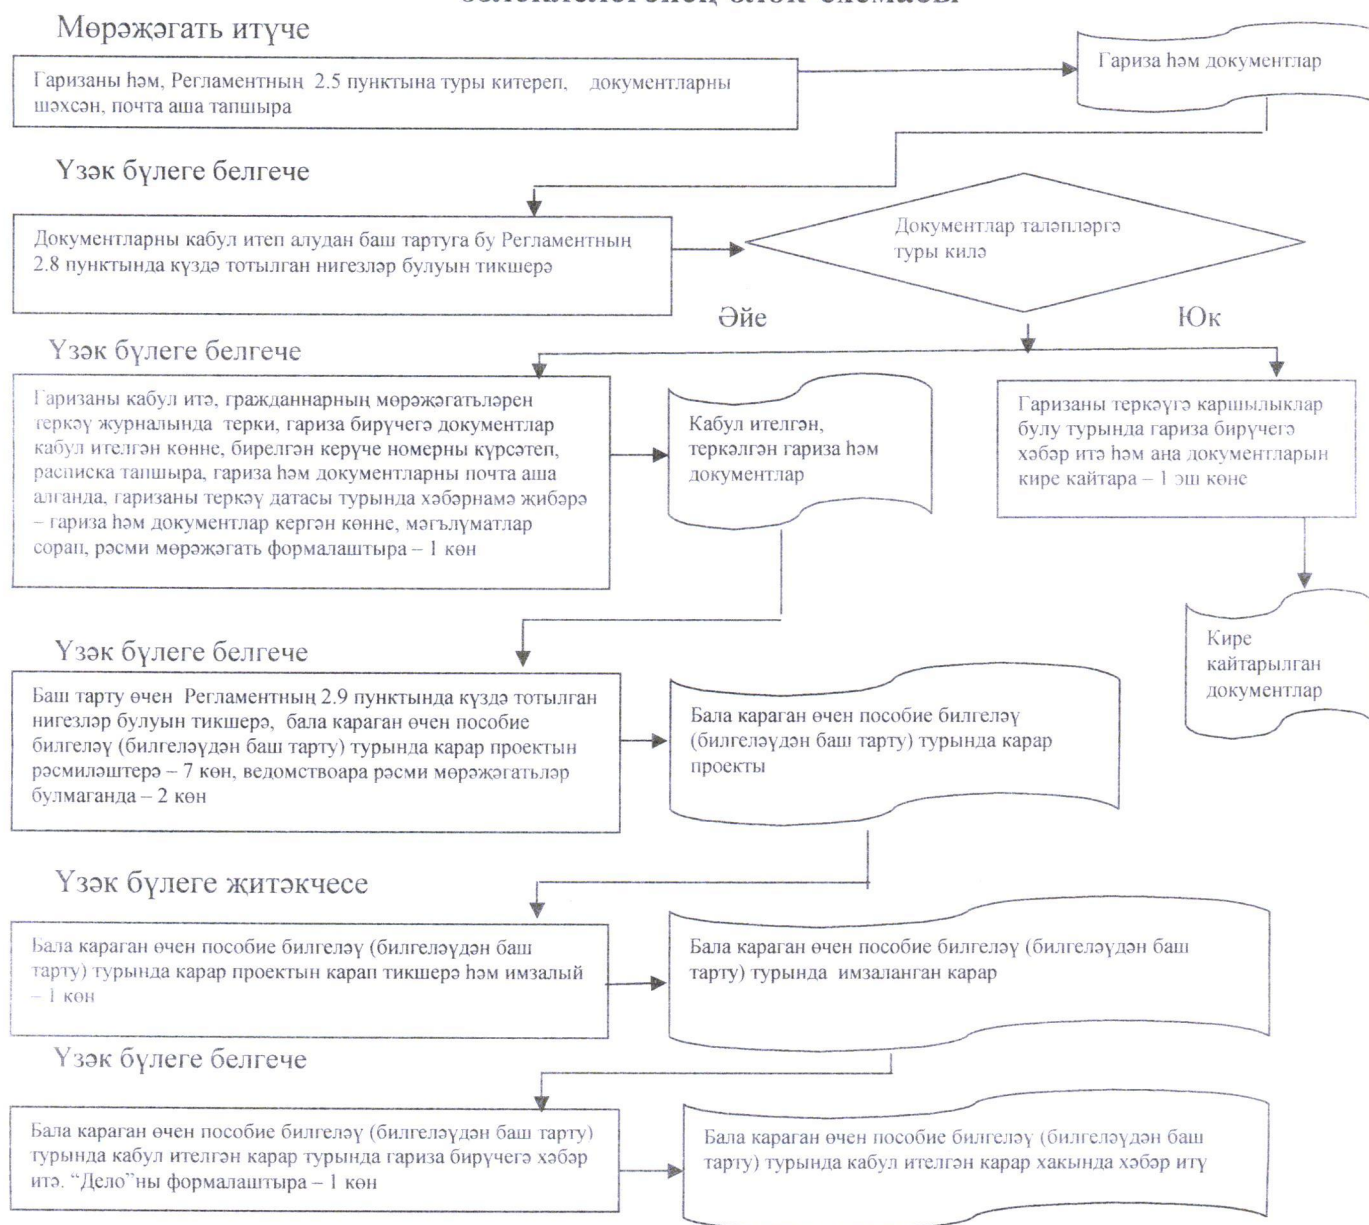 блок-схемасы
Мөрәҗәгать итүче
Гаризаны һәм, Регламентның 2.5 пунктына туры китереп, документларны
шәхсән, почта аша тапшыра
Гариза һәм документлар
Үзәк бүлеге белгече
Документларны кабул итеп алудан баш тартуга бу Регламентның
2.8 пунктында күздә тотылган нигезләр булуын тикшерә
Документлар таләпләргә
туры килә
Әйе
Юк
Үзәк бүлеге белгече
Гаризаны кабул итә, гражданнарның мөрәҗәгатьләрен
теркәү журналында терки, гариза бирүчегә документлар
кабул ителгән көнне, бирелгән керүче номерны күрсәтеп,
расписка тапшыра, гариза һәм документларны почта аша
алганда, гаризаны теркәү датасы турында хәбәрнамә җибәрә
– гариза һәм документлар кергән көнне, мәгълүматлар
сорап, рәсми мөрәҗәгать формалаштыра – 1 көн
Кабул ителгән,
теркәлгән гариза һәм
документлар
Гаризаны теркәүгә каршылыклар
булу турында гариза бирүчегә
хәбәр итә һәм аңа документларын
кире кайтара – 1 эш көне
Кире
кайтарылган
документлар
Үзәк бүлеге белгече
Баш тарту өчен Регламентның 2.9 пунктында күздә тотылган
нигезләр булуын тикшерә, бала караган өчен пособие
билгеләү (билгеләүдән баш тарту) турында карар проектын
рәсмиләштерә – 7 көн, ведомствоара рәсми мөрәҗәгатьләр
булмаганда – 2 көн
Бала караган өчен пособие билгеләү
(билгеләүдән баш тарту) турында карар
проекты
Үзәк бүлеге җитәкчесе
Бала караган өчен пособие билгеләү (билгеләүдән баш
тарту) турында карар проектын карап тикшерә һәм имзалый
– 1 көн
Бала караган өчен пособие билгеләү (билгеләүдән баш
тарту) турында имзаланган карар
Үзәк бүлеге белгече
Бала караган өчен пособие билгеләү (билгеләүдән баш тарту)
турында кабул ителгән карар турында гариза бирүчегә хәбәр
итә. “Дело”ны формалаштыра – 1 көн
Бала караган өчен пособие билгеләү (билгеләүдән баш
тарту) турында кабул ителгән карар хакында хәбәр итү